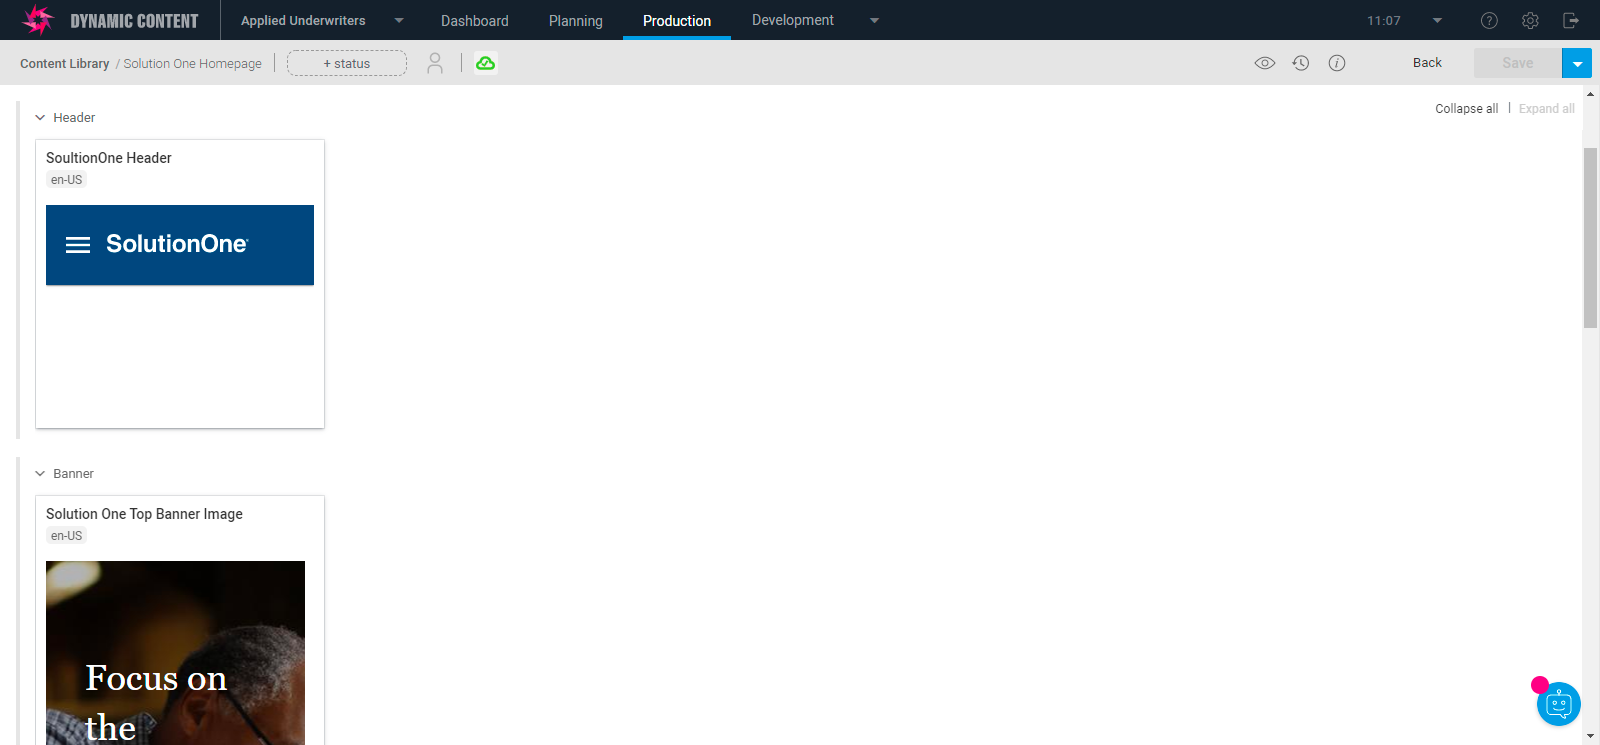 DYNAMIC CONTENT
Applied Underwriters
Dashboard
Planning
Production
Development
11:07
Content Library / Solution One Homepage
+ status
Back
Save
Collapse all
Expand all
Header
SoultionOne Header
en-US
SolutionOne
Banner
Solution One Top Banner Image
en-US
Focus on
the